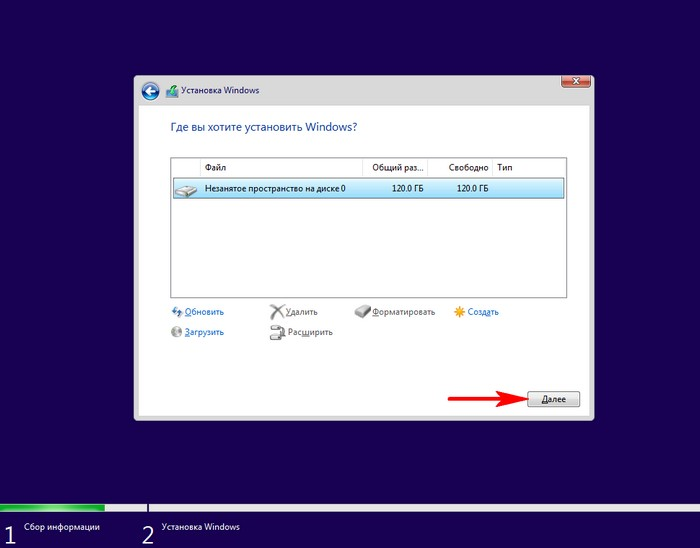 Установка Windows
Где вы хотите установить Windows?
Файл Общий раз... Свободно Тип
Незанятое пространство на диске 0 120.0 ГБ 120.0 ГБ
Обновить Удалить Форматировать Создать
Загрузить Расширить
Далее
1 Сбор информации 2 Установка Windows